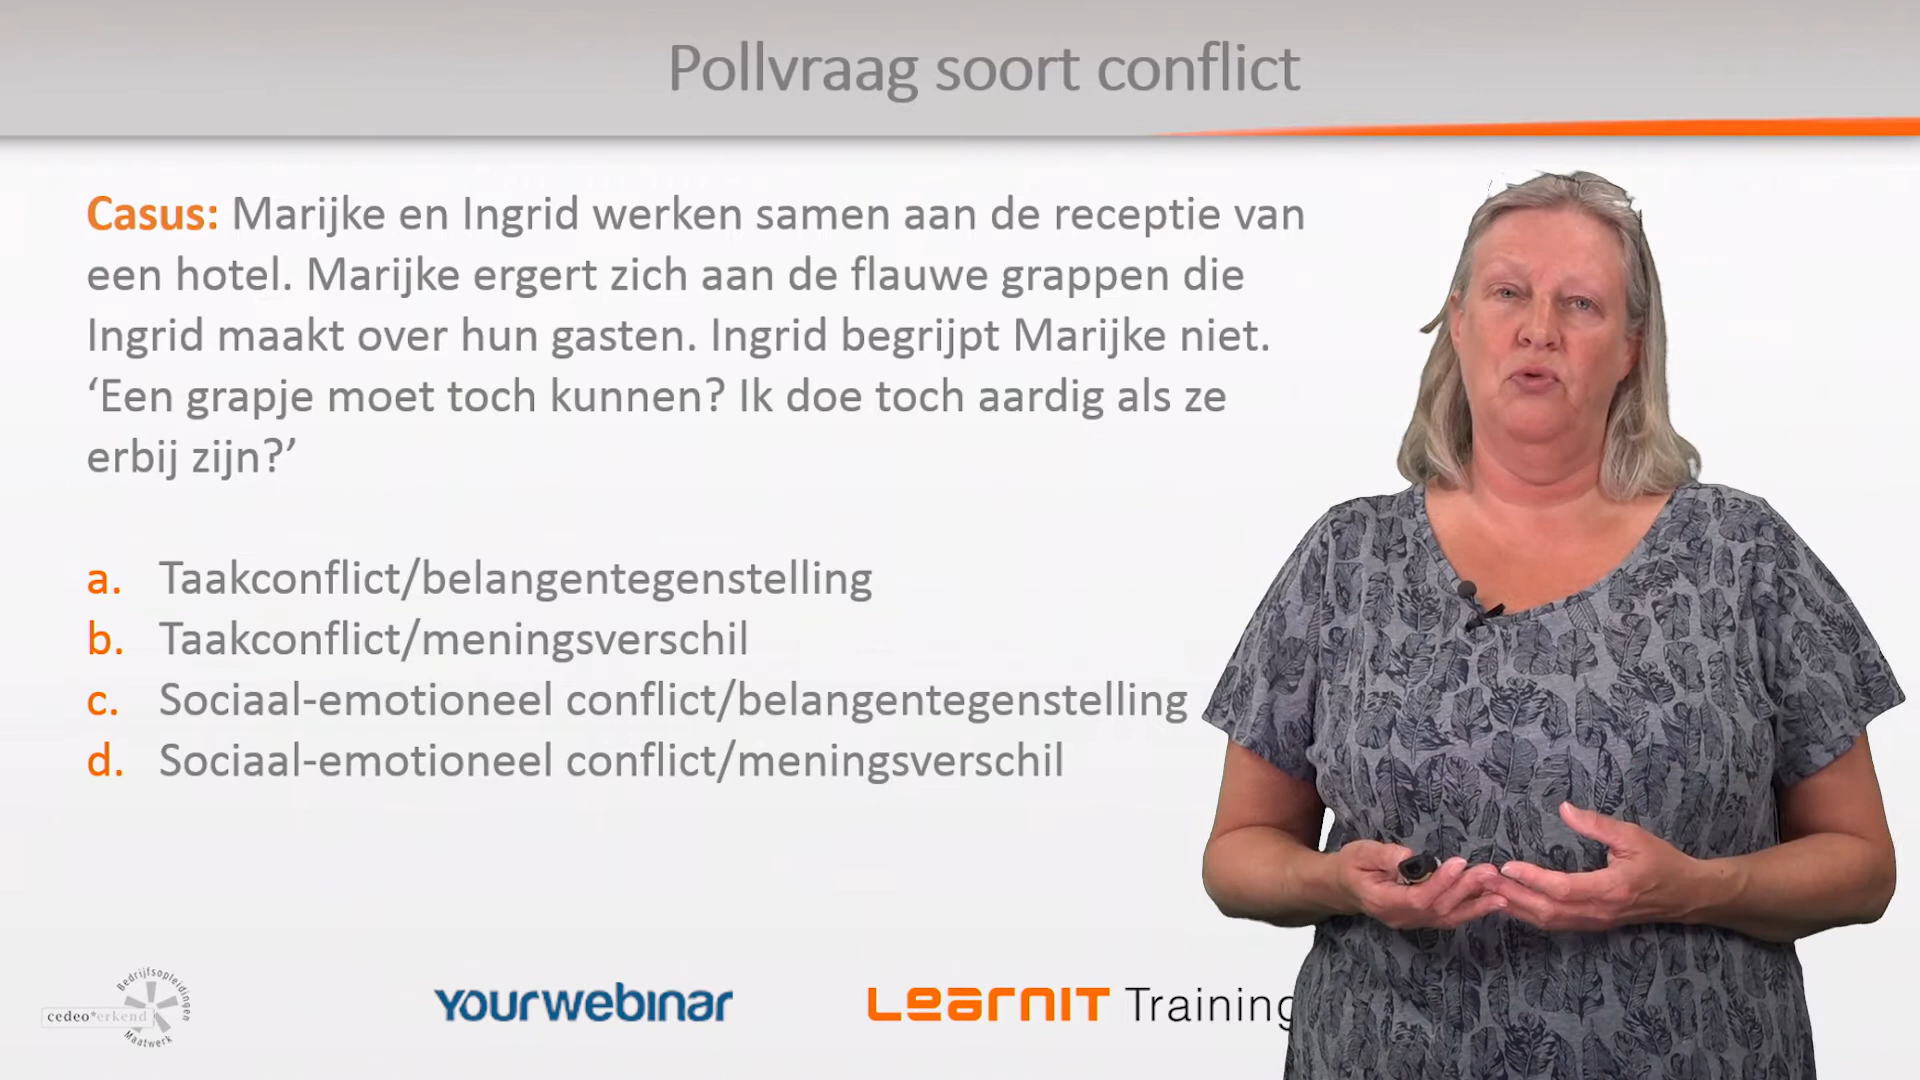 Pollvraag soort conflict
Casus: Marijke en Ingrid werken samen aan de receptie van
een hotel. Marijke ergert zich aan de flauwe grappen die
Ingrid maakt over hun gasten. Ingrid begrijpt Marijke niet.
‘Een grapje moet toch kunnen? Ik doe toch aardig als ze
erbij zijn?’
a. Taakconflict/belangentegenstelling
b. Taakconflict/meningsverschil
c. Sociaal-emotioneel conflict/belangentegenstelling
d. Sociaal-emotioneel conflict/meningsverschil
Bedrijfsopleidingen
cedeo*erkend
Maatwerk
YOURWEBINAR
LEARNIT Training